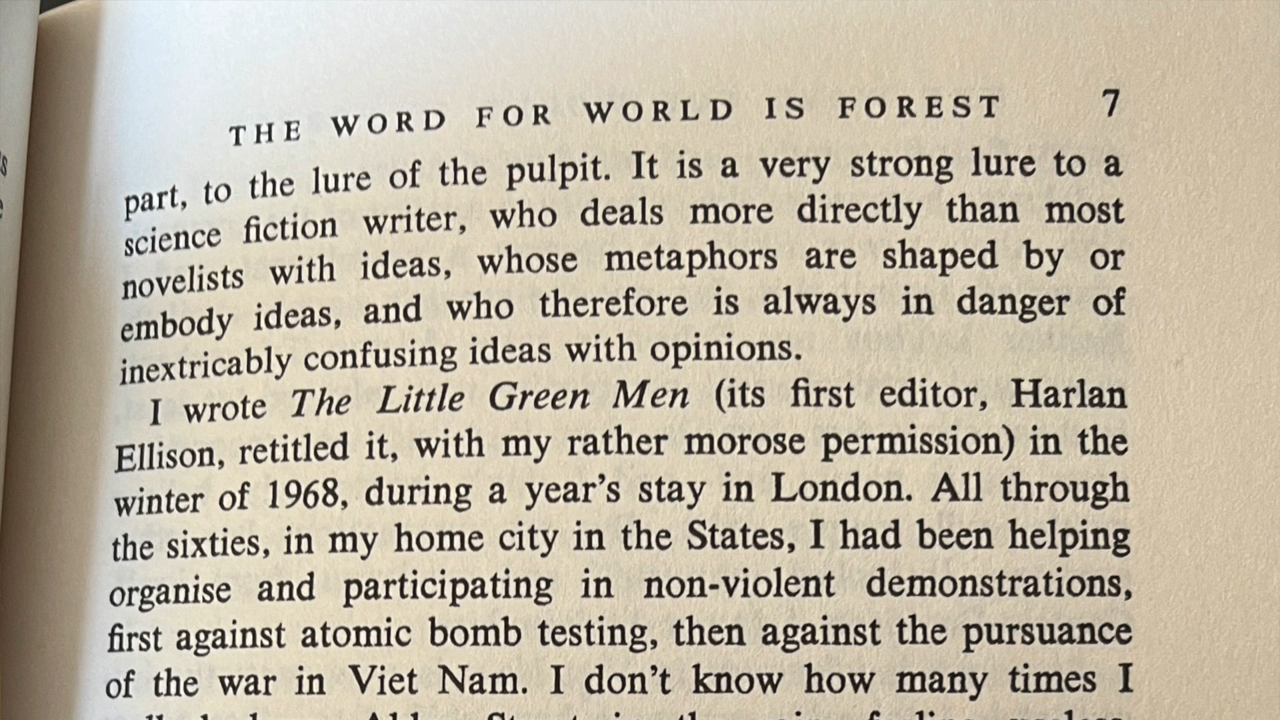 THE WORD FOR WORLD IS FOREST 7
part, to the lure of the pulpit. It is a very strong lure to a
science fiction writer, who deals more directly than most
novelists with ideas, whose metaphors are shaped by or
embody ideas, and who therefore is always in danger of
inextricably confusing ideas with opinions.
I wrote The Little Green Men (its first editor, Harlan
Ellison, retitled it, with my rather morose permission) in the
winter of 1968, during a year's stay in London. All through
the sixties, in my home city in the States, I had been helping
organise and participating in non-violent demonstrations,
first against atomic bomb testing, then against the pursuance
of the war in Viet Nam. I don't know how many times I